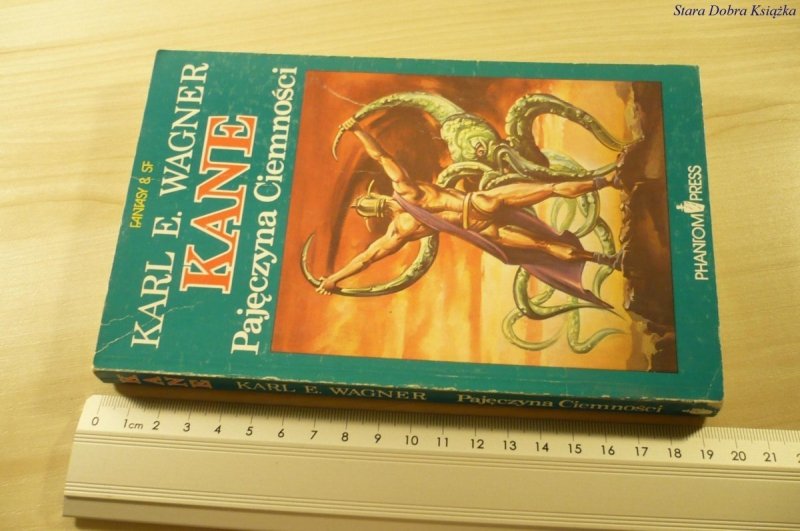 Stara Dobra Książka
FANTASY & SF
KARL E. WAGNER
KANE
Pajęczyna Ciemności
PHANTOM PRESS
KANE KARL E. WAGNER Pajęczyna Ciemności
0 1cm 2 3 4 5 6 7 8 9 10 11 12 13 14 15 16 17 18 19 20 21 2